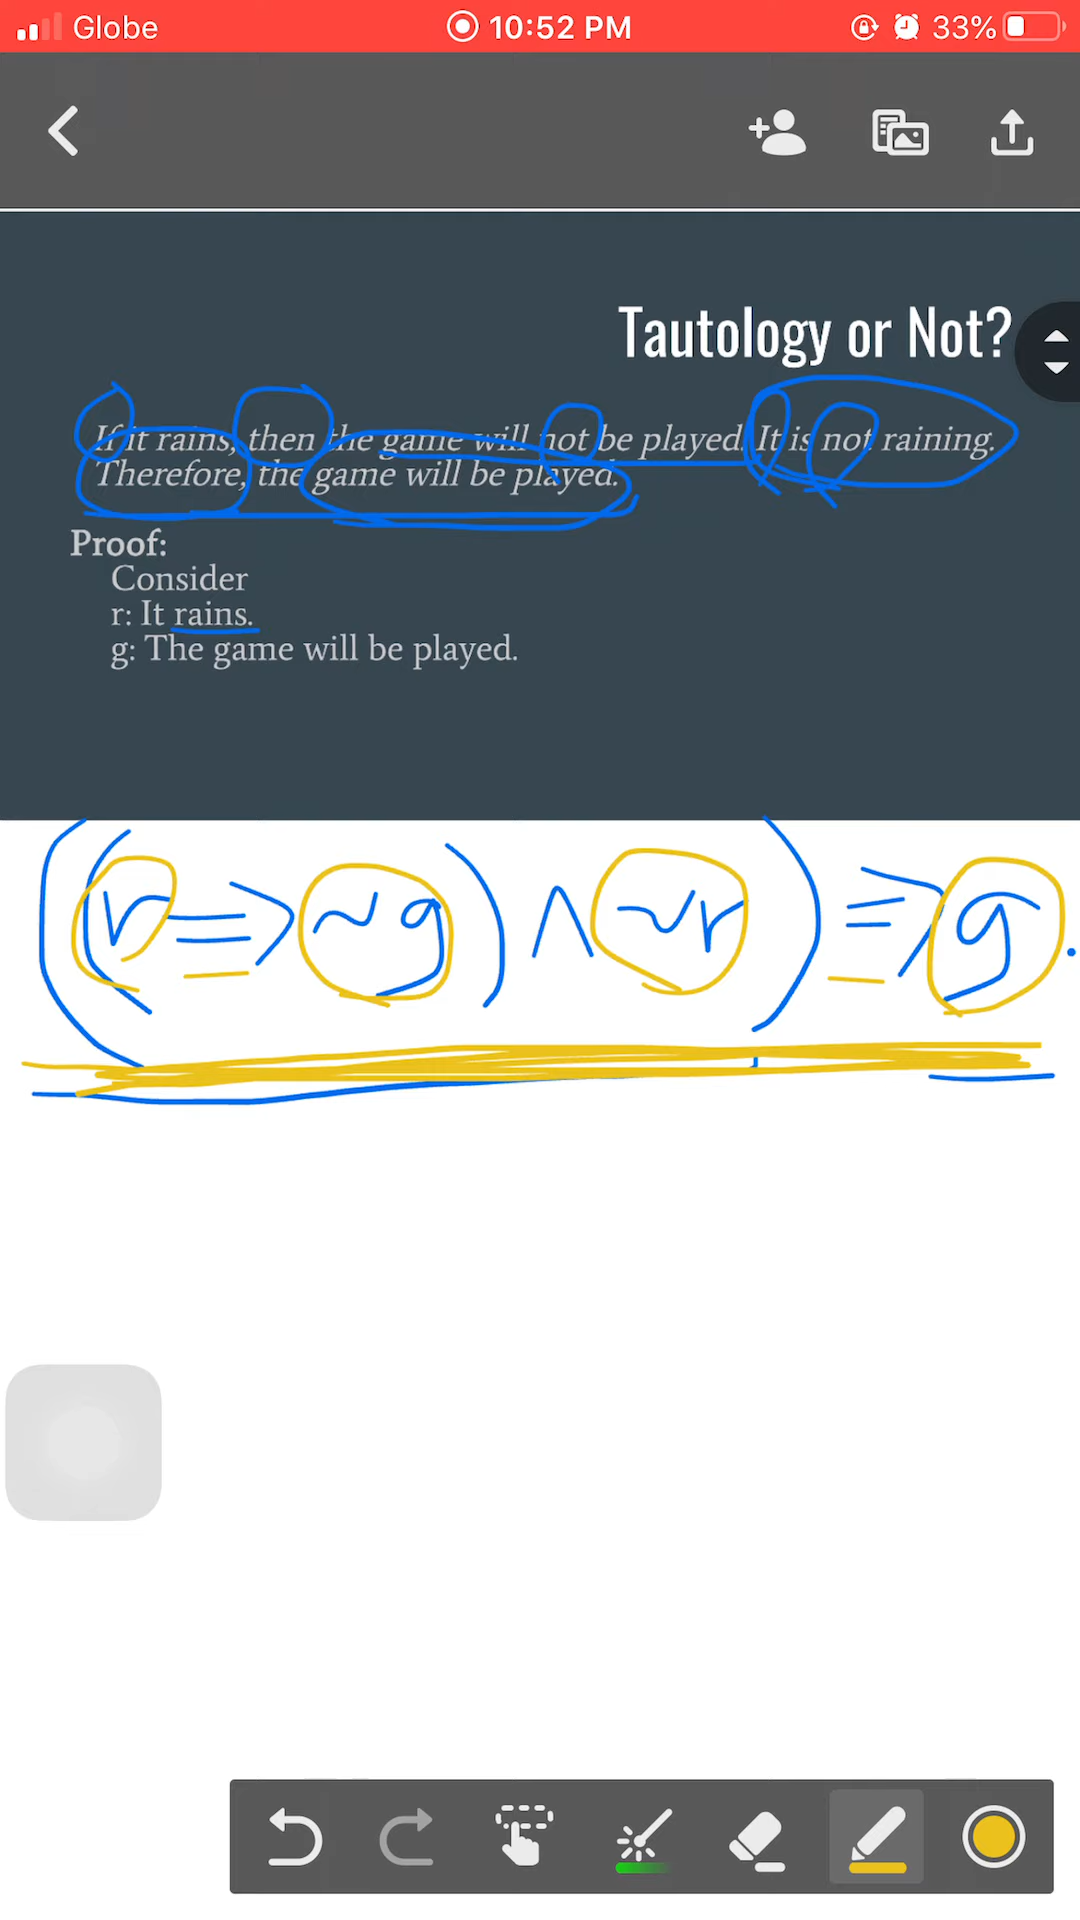 Globe 10:52 PM 33%
Tautology or Not?
If it rains, then the game will not be played. It is not raining.
Therefore, the game will be played.
Proof:
Consider
r: It rains.
g: The game will be played.
((r => ~g) ∧ ~r) => g.